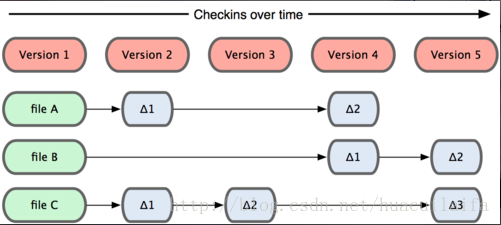 Checkins over time
Version 1 Version 2 Version 3 Version 4 Version 5
file A Δ1 Δ2
file B Δ1 Δ2
file C Δ1 Δ2 Δ3